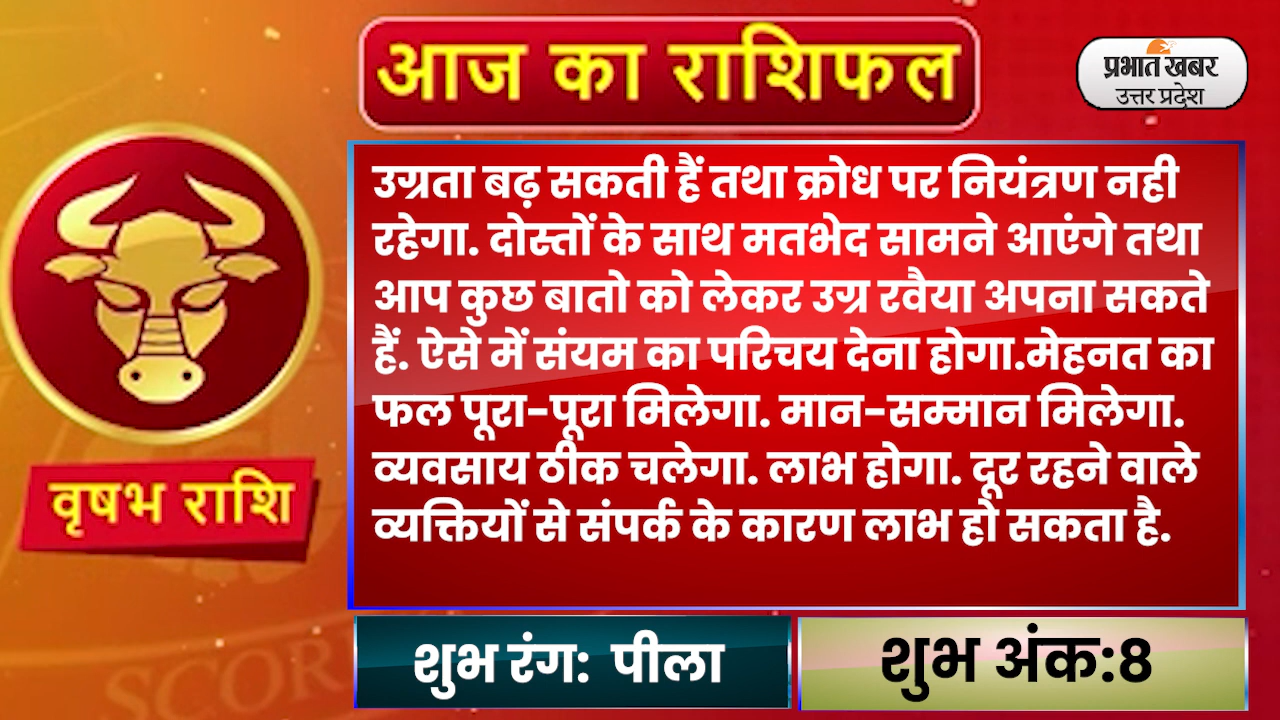 आज का राशिफल
प्रभात खबर
उत्तर प्रदेश
उग्रता बढ़ सकती हैं तथा क्रोध पर नियंत्रण नही
रहेगा. दोस्तों के साथ मतभेद सामने आएंगे तथा
आप कुछ बातो को लेकर उग्र रवैया अपना सकते
हैं. ऐसे में संयम का परिचय देना होगा.मेहनत का
फल पूरा-पूरा मिलेगा. मान-सम्मान मिलेगा.
व्यवसाय ठीक चलेगा. लाभ होगा. दूर रहने वाले
व्यक्तियों से संपर्क के कारण लाभ हो सकता है.
वृषभ राशि
शुभ रंग: पीला
शुभ अंक:8
SCOR